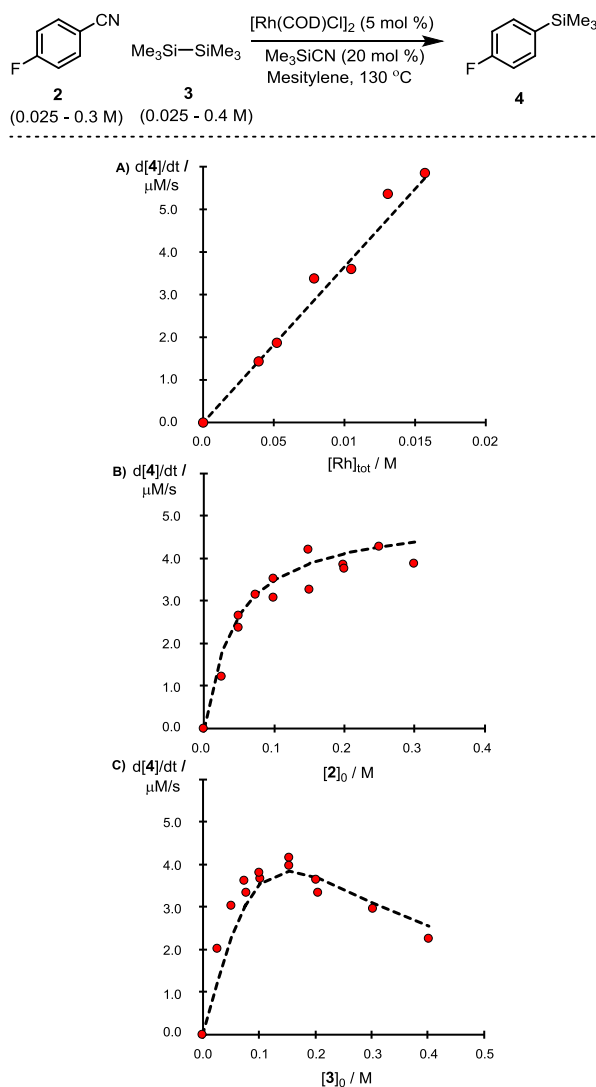 CN
F
2
(0.025 - 0.3 M)
Me₃Si—SiMe₃
3
(0.025 - 0.4 M)
[Rh(COD)Cl]₂ (5 mol %)
Me₃SiCN (20 mol %)
Mesitylene, 130 °C
SiMe₃
F
4
A) d[4]/dt /
μM/s
5.0
4.0
3.0
2.0
1.0
0.0
0.0 0.05 0.01 0.015 0.02
[Rh]tot / M
B) d[4]/dt /
μM/s
5.0
4.0
3.0
2.0
1.0
0.0
0.0 0.1 0.2 0.3 0.4
[2]₀ / M
C) d[4]/dt /
μM/s
5.0
4.0
3.0
2.0
1.0
0.0
0.0 0.1 0.2 0.3 0.4 0.5
[3]₀ / M